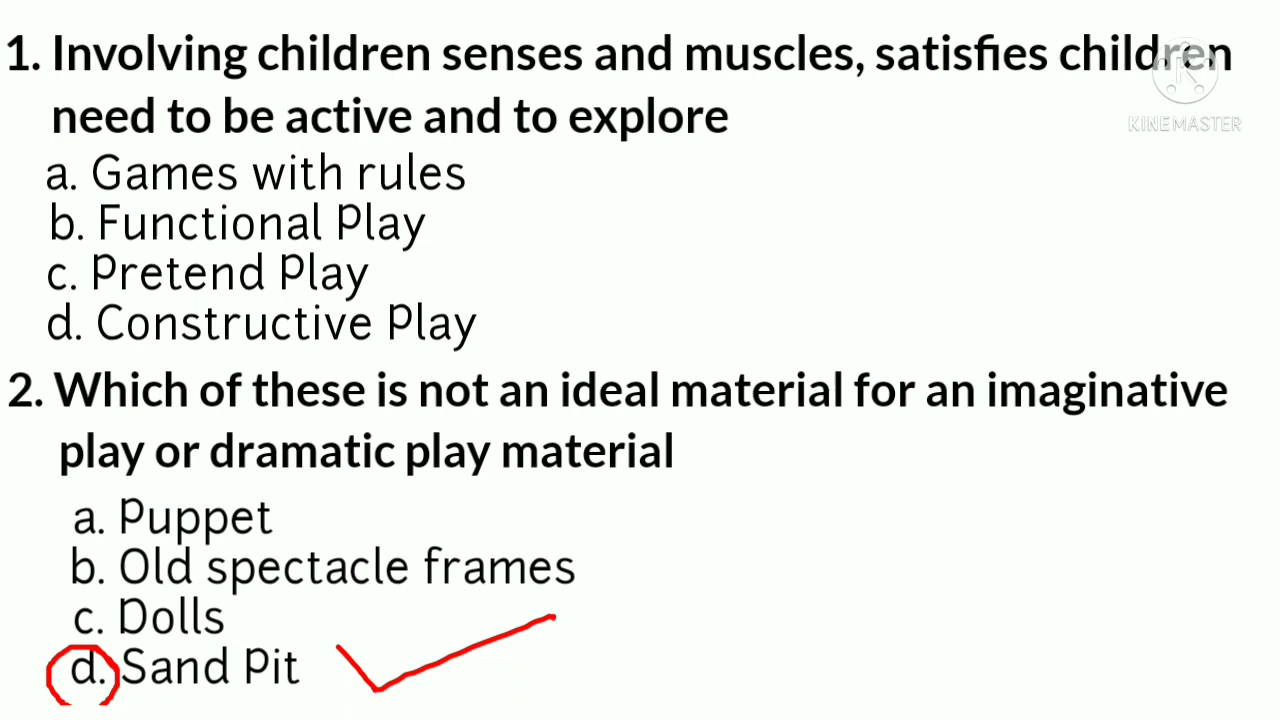 1. Involving children senses and muscles, satisfies children
need to be active and to explore
KINEMASTER
a. Games with rules
b. Functional Play
c. Pretend Play
d. Constructive Play
2. Which of these is not an ideal material for an imaginative
play or dramatic play material
a. Puppet
b. Old spectacle frames
c. Dolls
d. Sand Pit